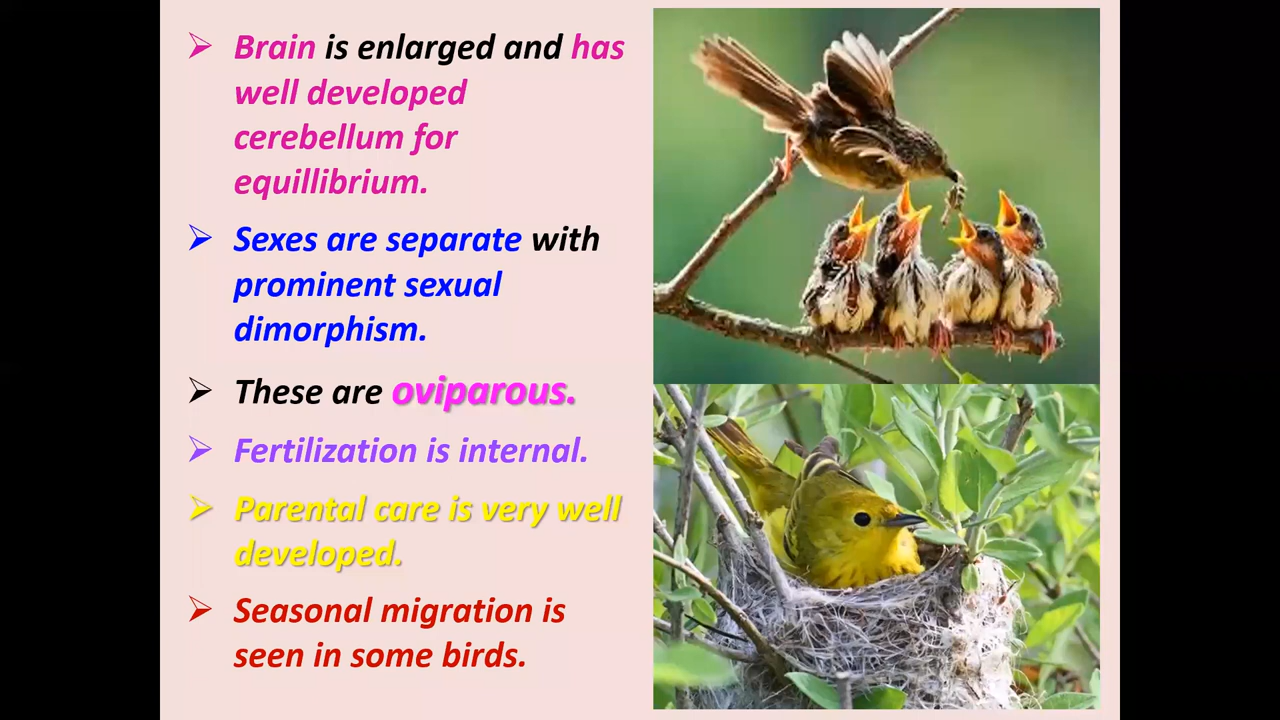 Brain is enlarged and has
well developed
cerebellum for
equillibrium.
Sexes are separate with
prominent sexual
dimorphism.
These are oviparous.
Fertilization is internal.
Parental care is very well
developed.
Seasonal migration is
seen in some birds.